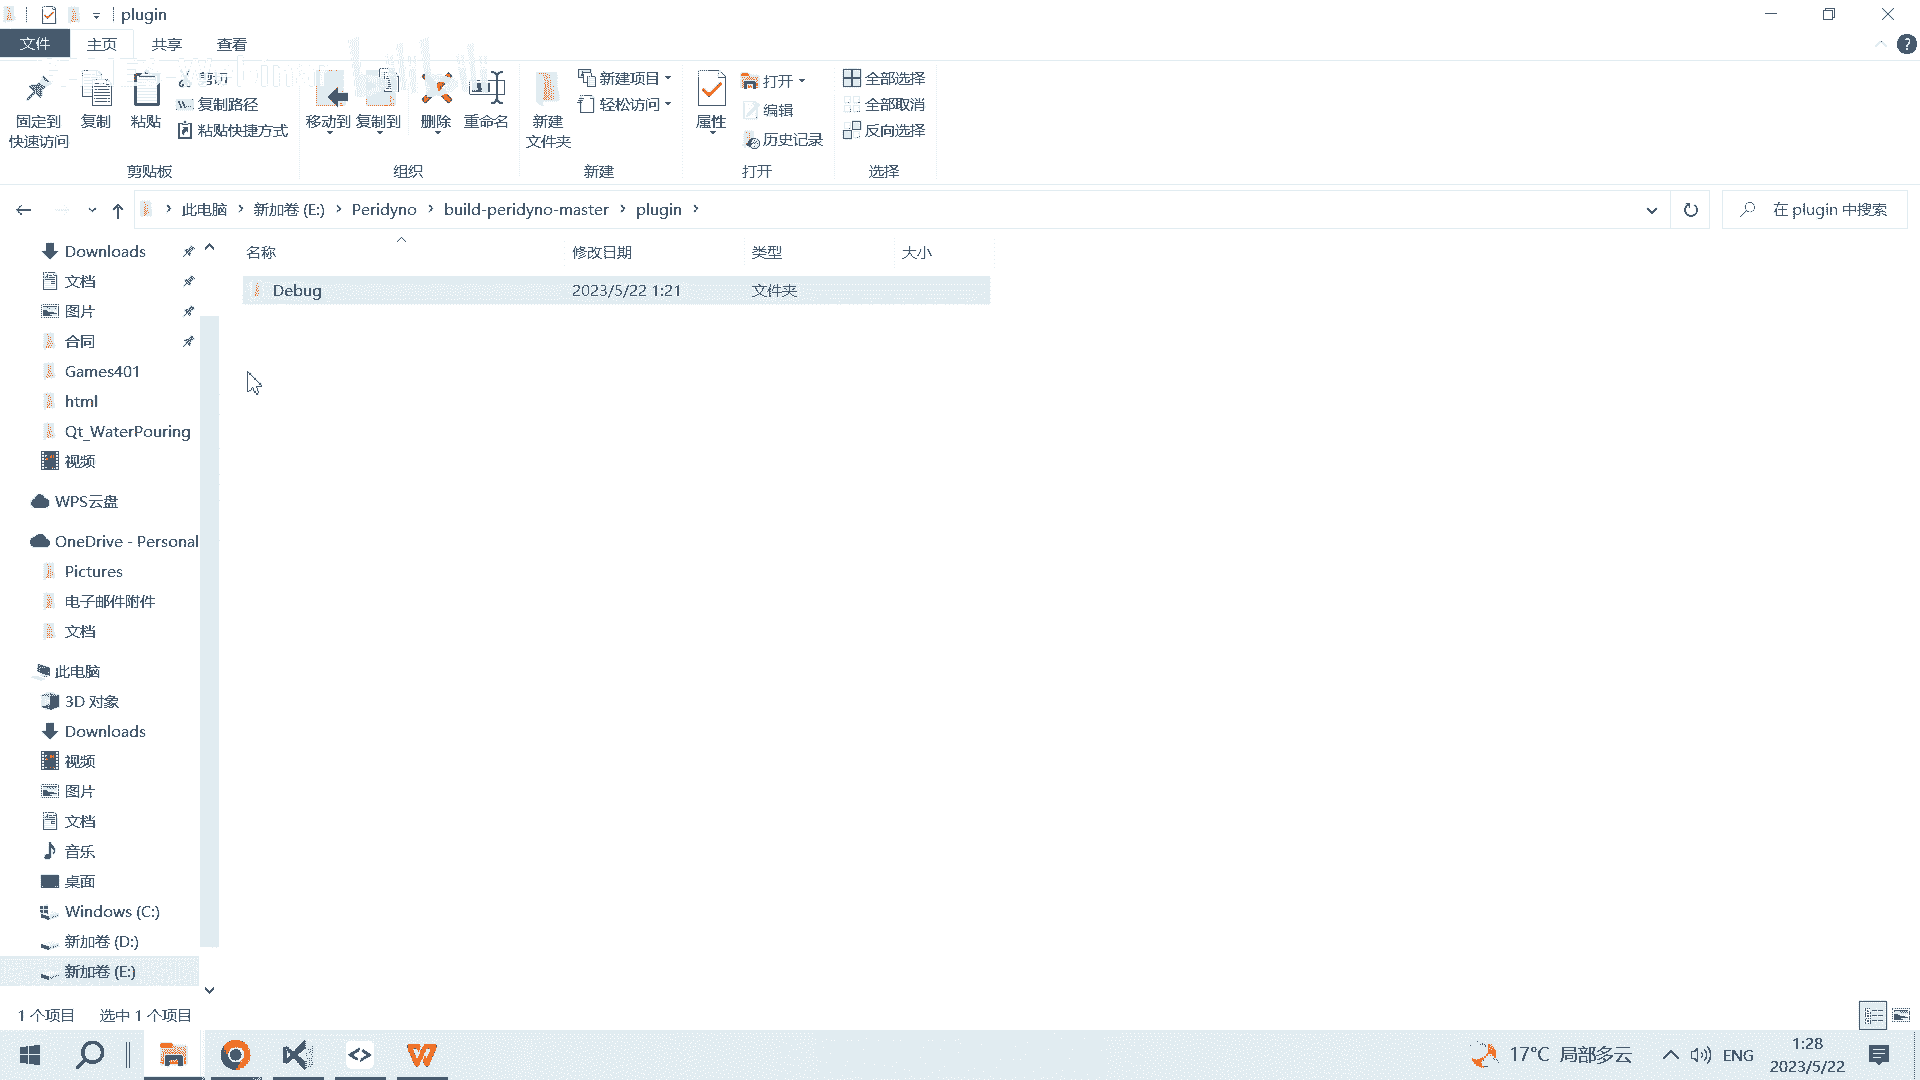 plugin
文件 主页 共享 查看
固定到
快速访问
复制
粘贴
剪切
复制路径
粘贴快捷方式
剪贴板
移动到 复制到 删除 重命名
组织
新建
文件夹
新建项目
轻松访问
新建
属性
打开
编辑
历史记录
打开
全部选择
全部取消
反向选择
选择
此电脑 新加卷 (E:) Peridyno build-peridyno-master plugin
在 plugin 中搜索
名称 修改日期 类型 大小
Debug 2023/5/22 1:21 文件夹
Downloads
文档
图片
合同
Games401
html
Qt_WaterPouring
视频
WPS云盘
OneDrive - Personal
Pictures
电子邮件附件
文档
此电脑
3D 对象
Downloads
视频
图片
文档
音乐
桌面
Windows (C:)
新加卷 (D:)
新加卷 (E:)
1 个项目 选中 1 个项目
17°C 局部多云 ENG
1:28
2023/5/22